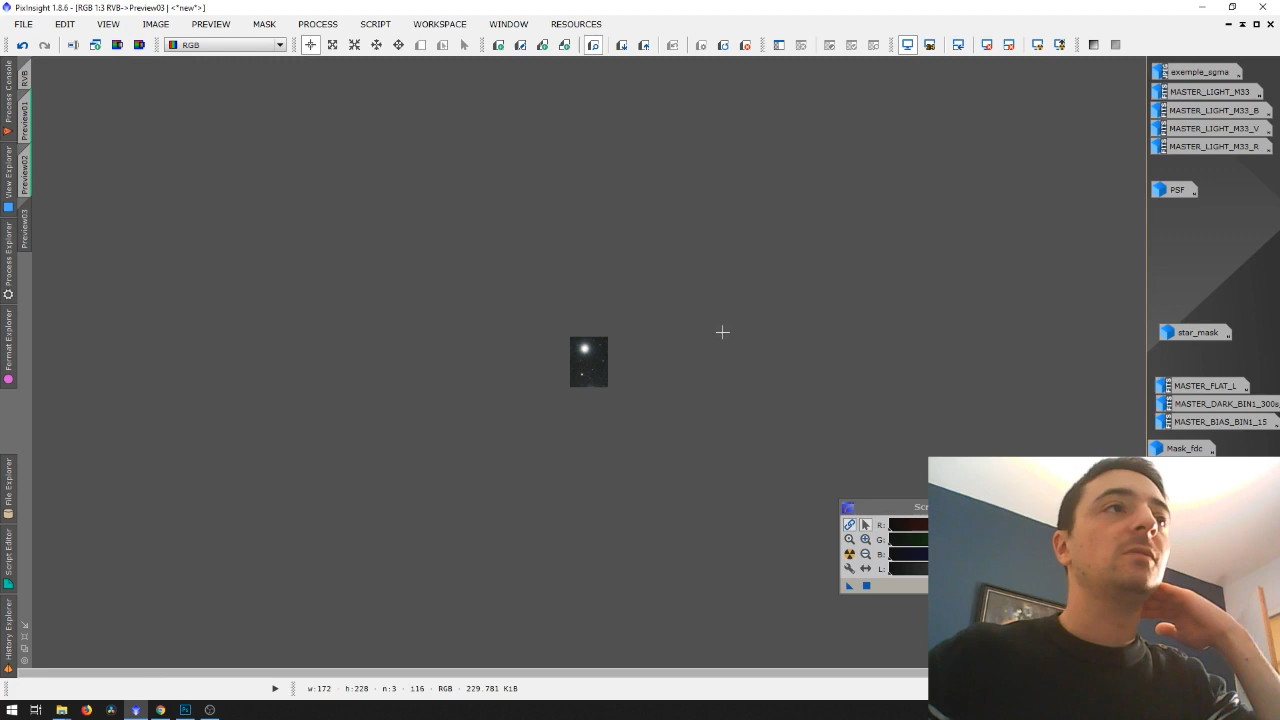 PixInsight 1.8.6 - [RGB 1:3 RVB->Preview03 | <*new*>]
FILE EDIT VIEW IMAGE PREVIEW MASK PROCESS SCRIPT WORKSPACE WINDOW RESOURCES
RGB
Process Console
View Explorer
Process Explorer
Format Explorer
File Explorer
Script Editor
History Explorer
RVB
Preview01
Preview02
Preview03
exemple_sgma
MASTER_LIGHT_M33
MASTER_LIGHT_M33_B
MASTER_LIGHT_M33_V
MASTER_LIGHT_M33_R
PSF
star_mask
MASTER_FLAT_L
MASTER_DARK_BIN1_300s
MASTER_BIAS_BIN1_15
Mask_fdc
Scr
R:
G:
B:
L:
w:172 · h:228 · n:3 · i16 · RGB · 229.781 KiB